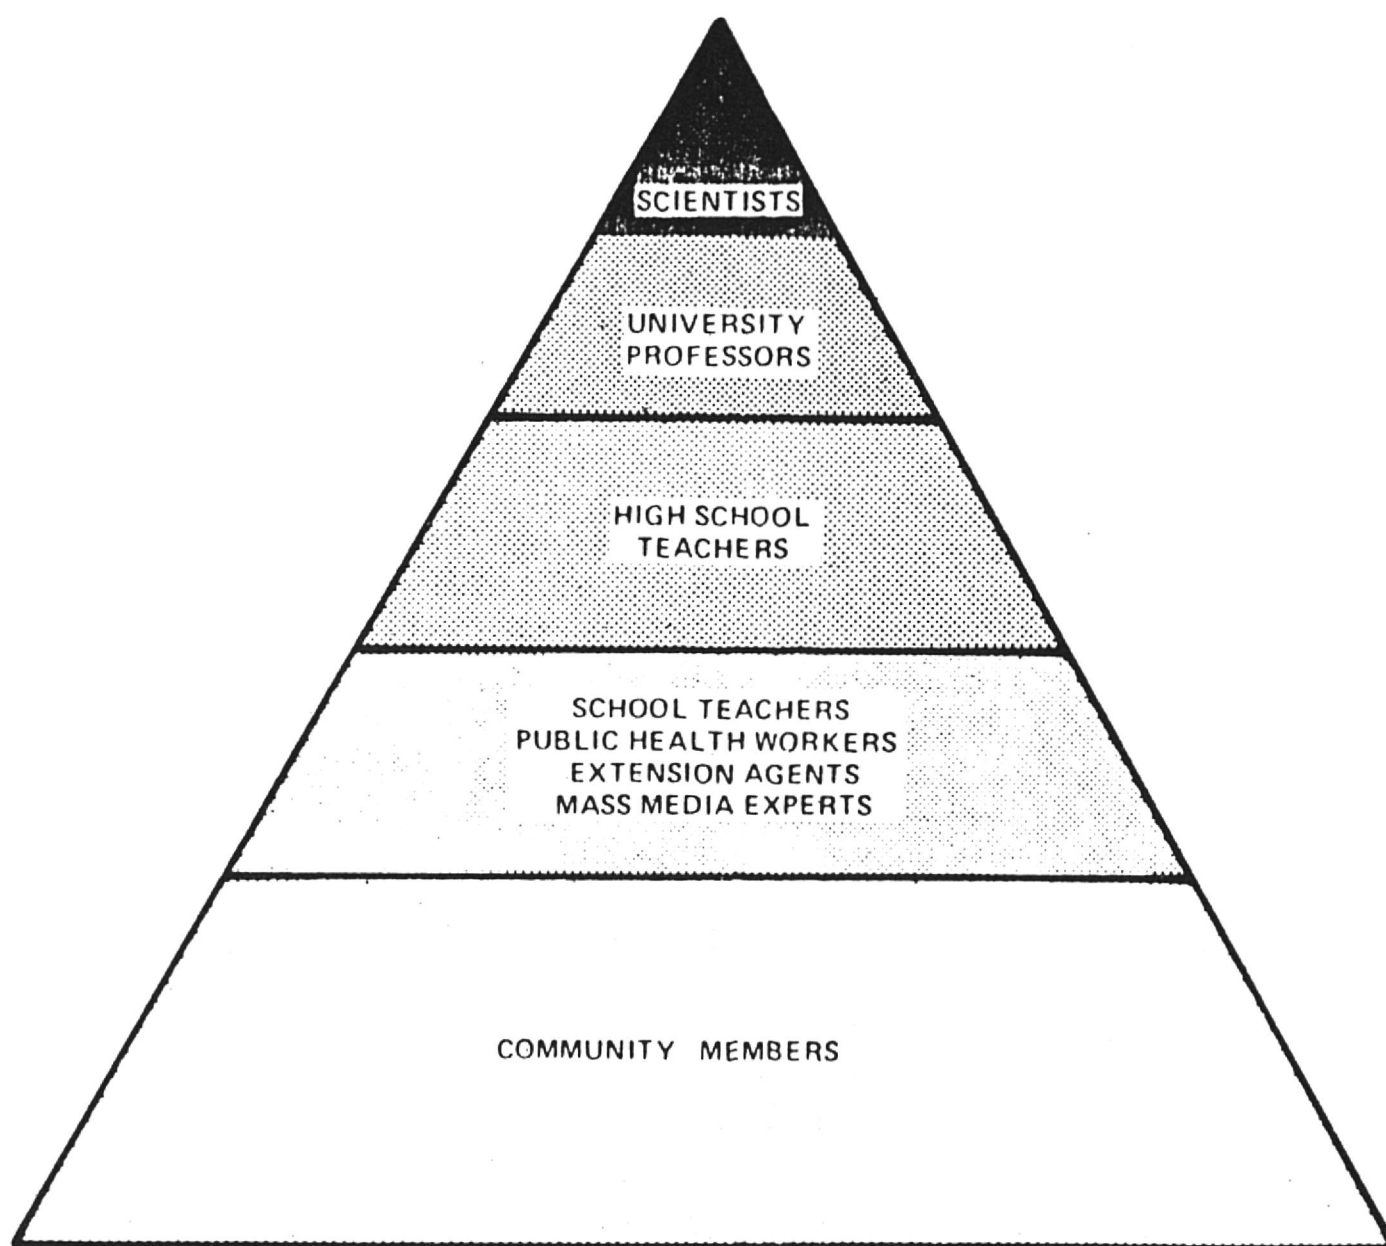 SCIENTISTS
UNIVERSITY
PROFESSORS
HIGH SCHOOL
TEACHERS
SCHOOL TEACHERS
PUBLIC HEALTH WORKERS
EXTENSION AGENTS
MASS MEDIA EXPERTS
COMMUNITY MEMBERS